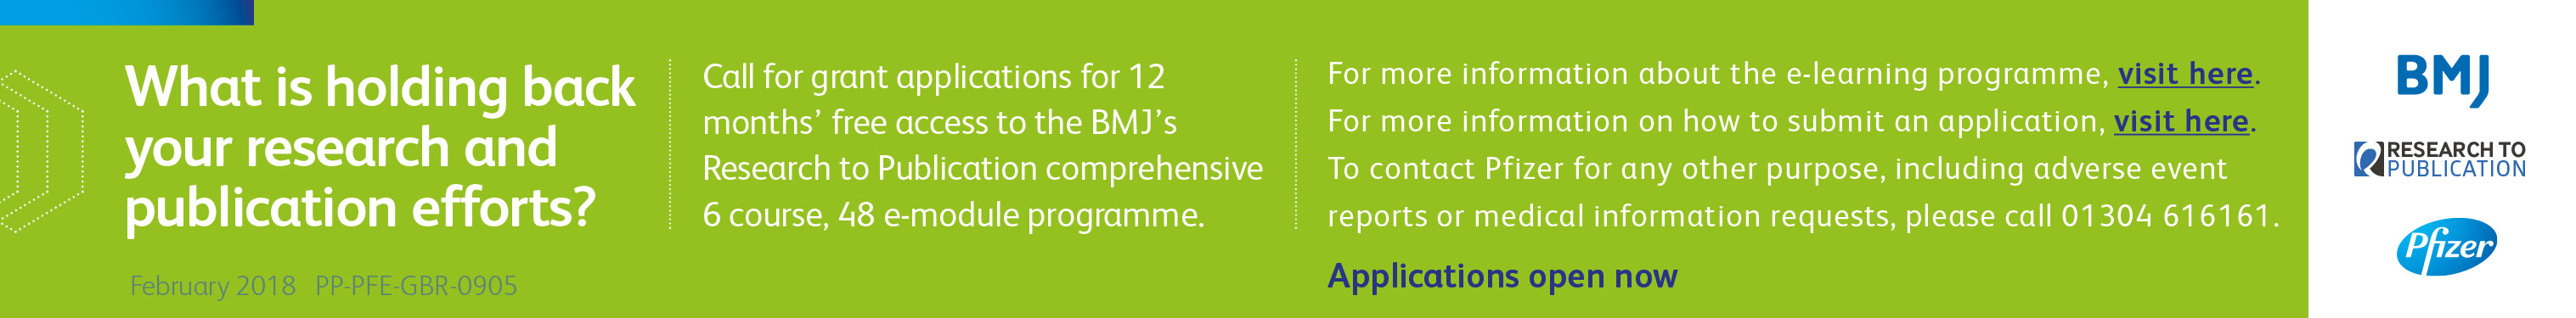 What is holding back
your research and
publication efforts?
February 2018 PP-PFE-GBR-0905
Call for grant applications for 12
months’ free access to the BMJ’s
Research to Publication comprehensive
6 course, 48 e-module programme.
For more information about the e-learning programme, visit here.
For more information on how to submit an application, visit here.
To contact Pfizer for any other purpose, including adverse event
reports or medical information requests, please call 01304 616161.
Applications open now
BMJ
RESEARCH TO
PUBLICATION
Pfizer